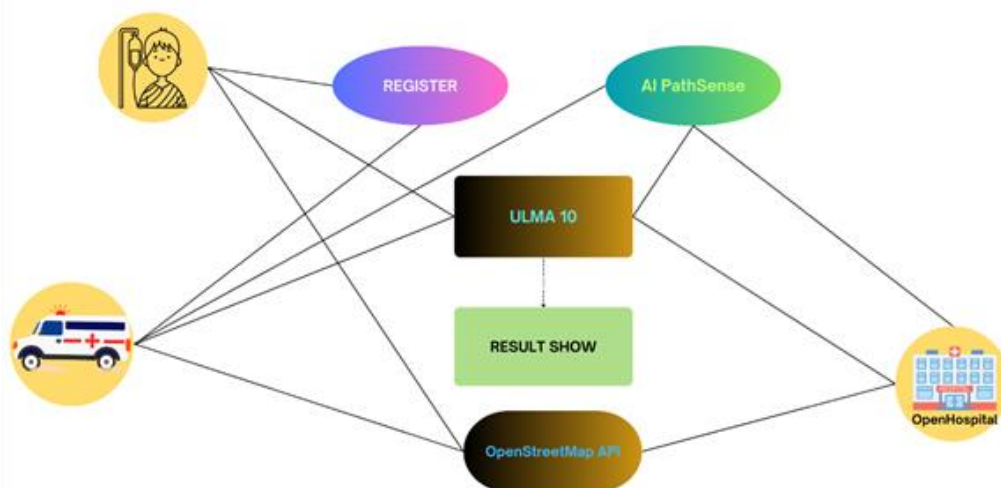 REGISTER
AI PathSense
ULMA 10
RESULT SHOW
OpenHospital
OpenStreetMap API